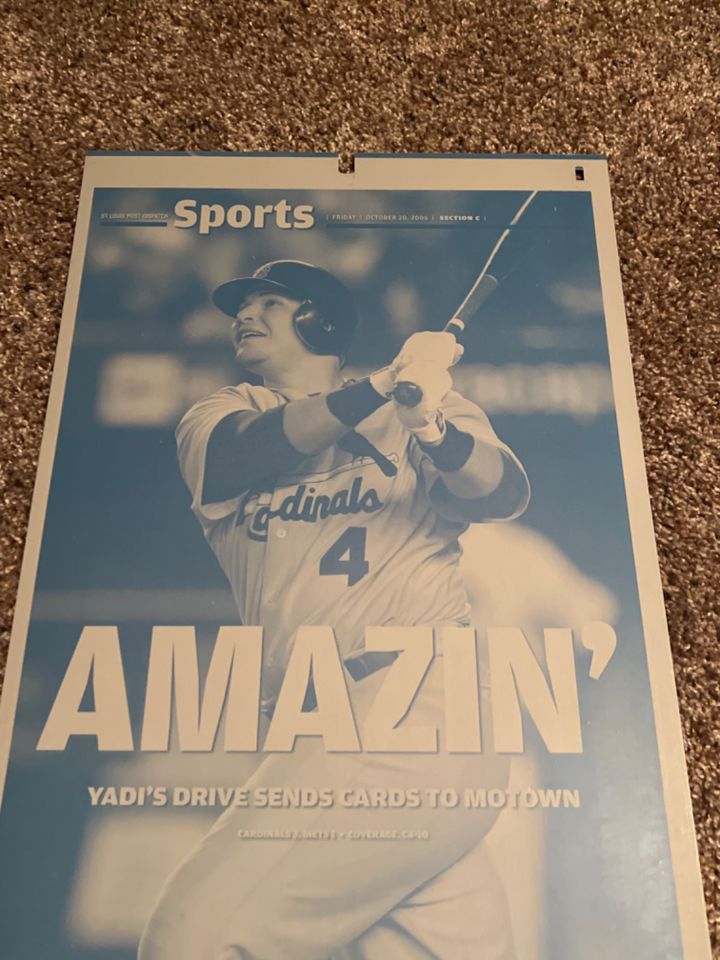 ST. LOUIS POST-DISPATCH Sports | FRIDAY | OCTOBER 20, 2006 | SECTION C |
Cardinals
4
AMAZIN'
YADI'S DRIVE SENDS CARDS TO MOTOWN
CARDINALS 3, METS 1 • COVERAGE, C4-10